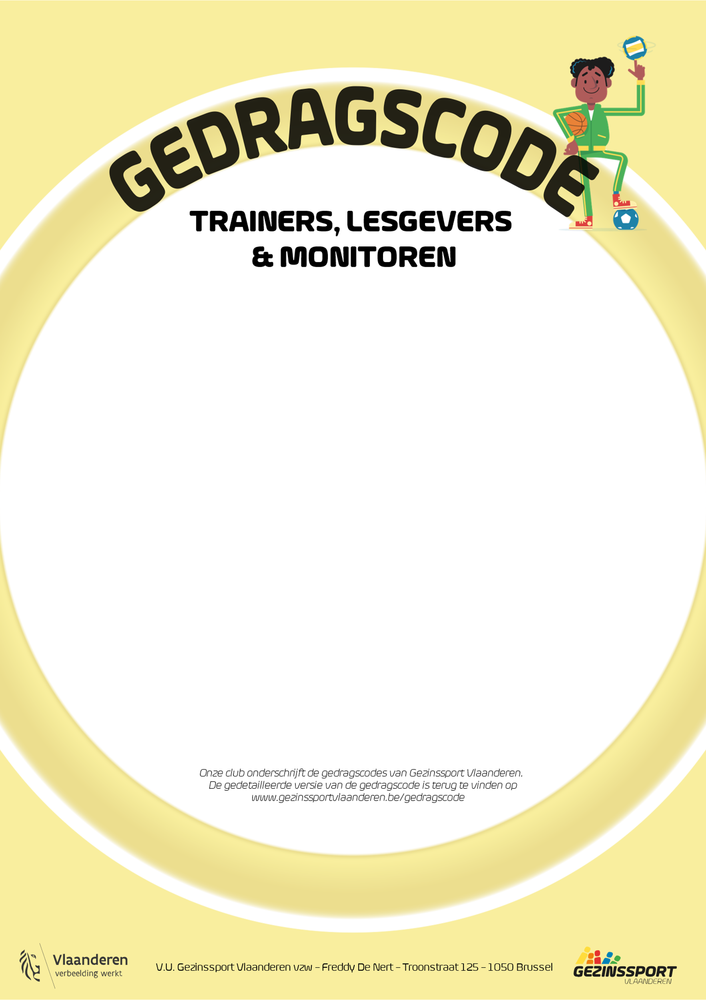 GEDRAGSCODE
TRAINERS, LESGEVERS
& MONITOREN
Onze club onderschrijft de gedragscodes van Gezinssport Vlaanderen.
De gedetailleerde versie van de gedragscode is terug te vinden op
www.gezinssportvlaanderen.be/gedragscode
Vlaanderen
verbeelding werkt
V.U. Gezinssport Vlaanderen vzw – Freddy De Nert – Troonstraat 125 – 1050 Brussel
GEZINSSPORT
VLAANDEREN